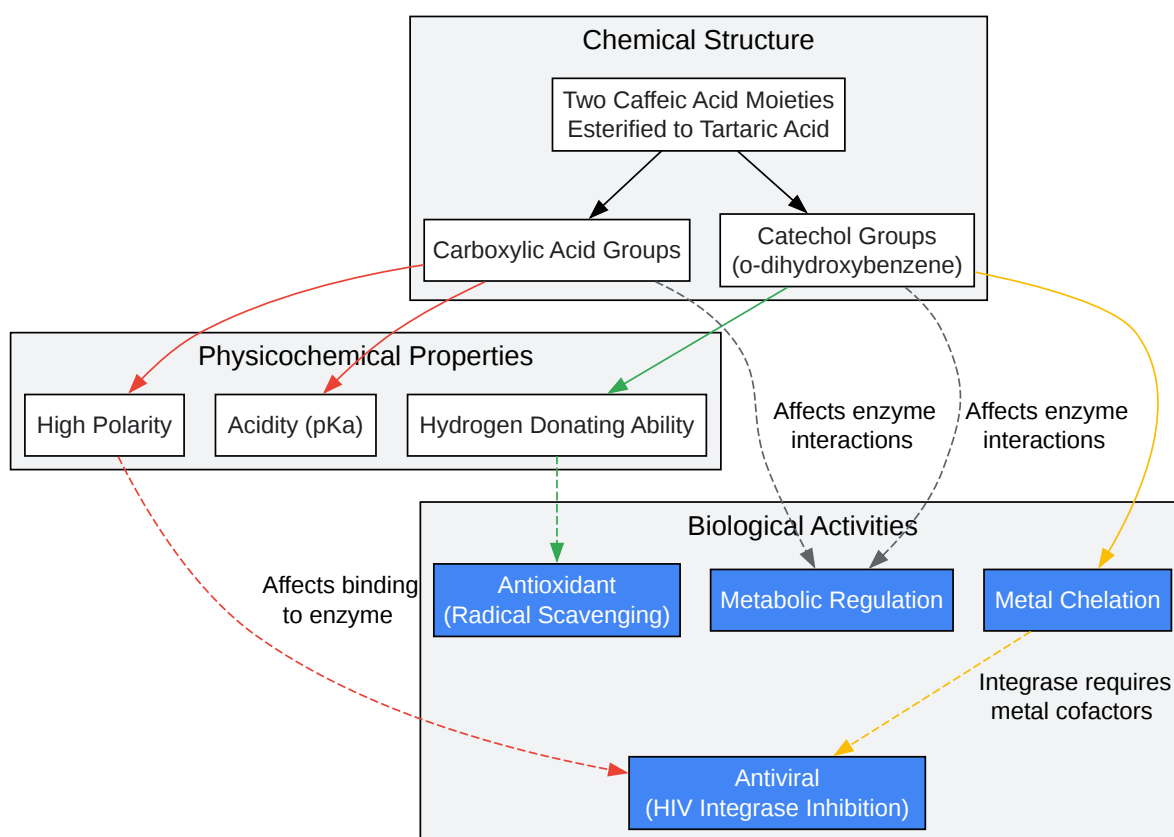 Chemical Structure
Two Caffeic Acid Moieties
Esterified to Tartaric Acid
Carboxylic Acid Groups
Catechol Groups
(o-dihydroxybenzene)
Physicochemical Properties
High Polarity
Acidity (pKa)
Hydrogen Donating Ability
Affects enzyme
interactions
Affects enzyme
interactions
Biological Activities
Affects binding
to enzyme
Antioxidant
(Radical Scavenging)
Metabolic Regulation
Metal Chelation
Integrase requires
metal cofactors
Antiviral
(HIV Integrase Inhibition)